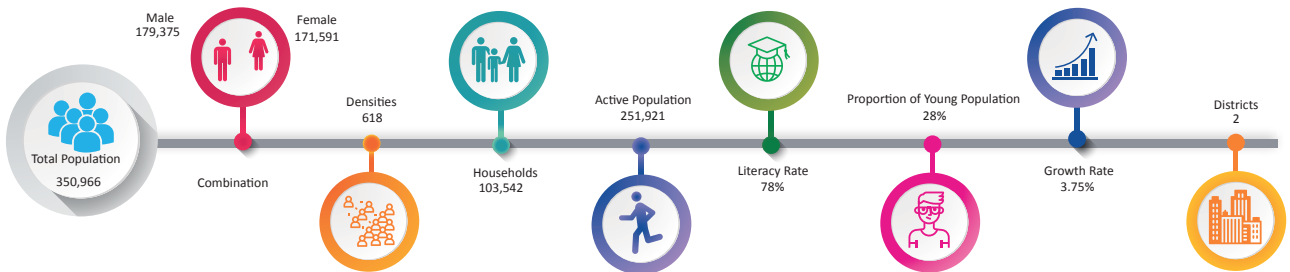 Total Population
350,966
Male
179,375
Female
171,591
Combination
Densities
618
Households
103,542
Active Population
251,921
Literacy Rate
78%
Proportion of Young Population
28%
Growth Rate
3.75%
Districts
2